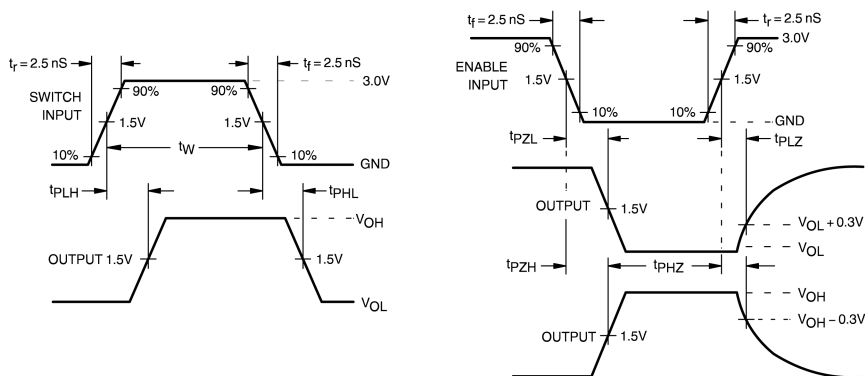 tr = 2.5 nS
tf = 2.5 nS
3.0V
SWITCH
INPUT
90%
90%
1.5V
1.5V
10%
tW
10%
GND
tPLH
tPHL
VOH
OUTPUT 1.5V
1.5V
VOL
tf = 2.5 nS
tr = 2.5 nS
90%
90%
3.0V
ENABLE
INPUT
1.5V
1.5V
10%
10%
GND
tPZL
tPLZ
OUTPUT
1.5V
VOL + 0.3V
VOL
tPZH
tPHZ
VOH
VOH – 0.3V
OUTPUT
1.5V